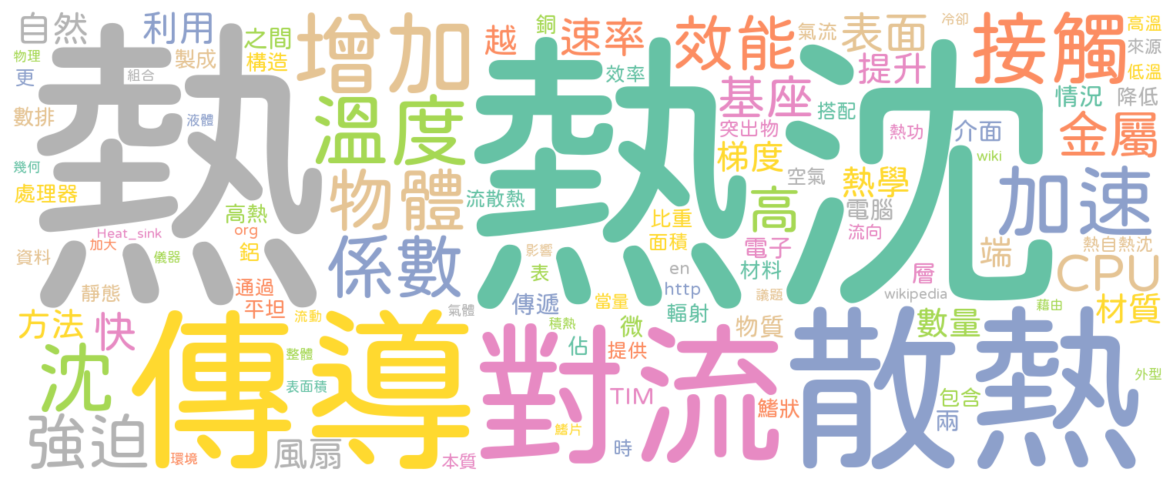 自然
利用
之間
增加
越
銅
速率
效能
氣流
表面
冷卻
接觸
高溫
來源
低溫
物理
更
製成
構造
組合
熱
效率
基座
提升
熱沈
情況
降低
數排
液體
溫度
突出物
搭配
熱功
介面
金屬
幾何
處理器
物體
梯度
空氣
熱學
wiki
加速
高熱
流散熱
高
電腦
Heat_sink
org
加大
比重
面積
流向
資料
儀器
鋁
係數
影響
電子
端
熱自熱沈
靜態
通過
表
en
材料
層
CPU
平坦
傳遞
http
當量
議題
wikipedia
藉由
材質
方法
快
流動
氣體
積熱
微
輻射
物質
數量
沈
傳導
整體
表面積
對流
佔
提供
TIM
鰭狀
散熱
包含
兩
外型
強迫
環境
風扇
本質
鰭片
時